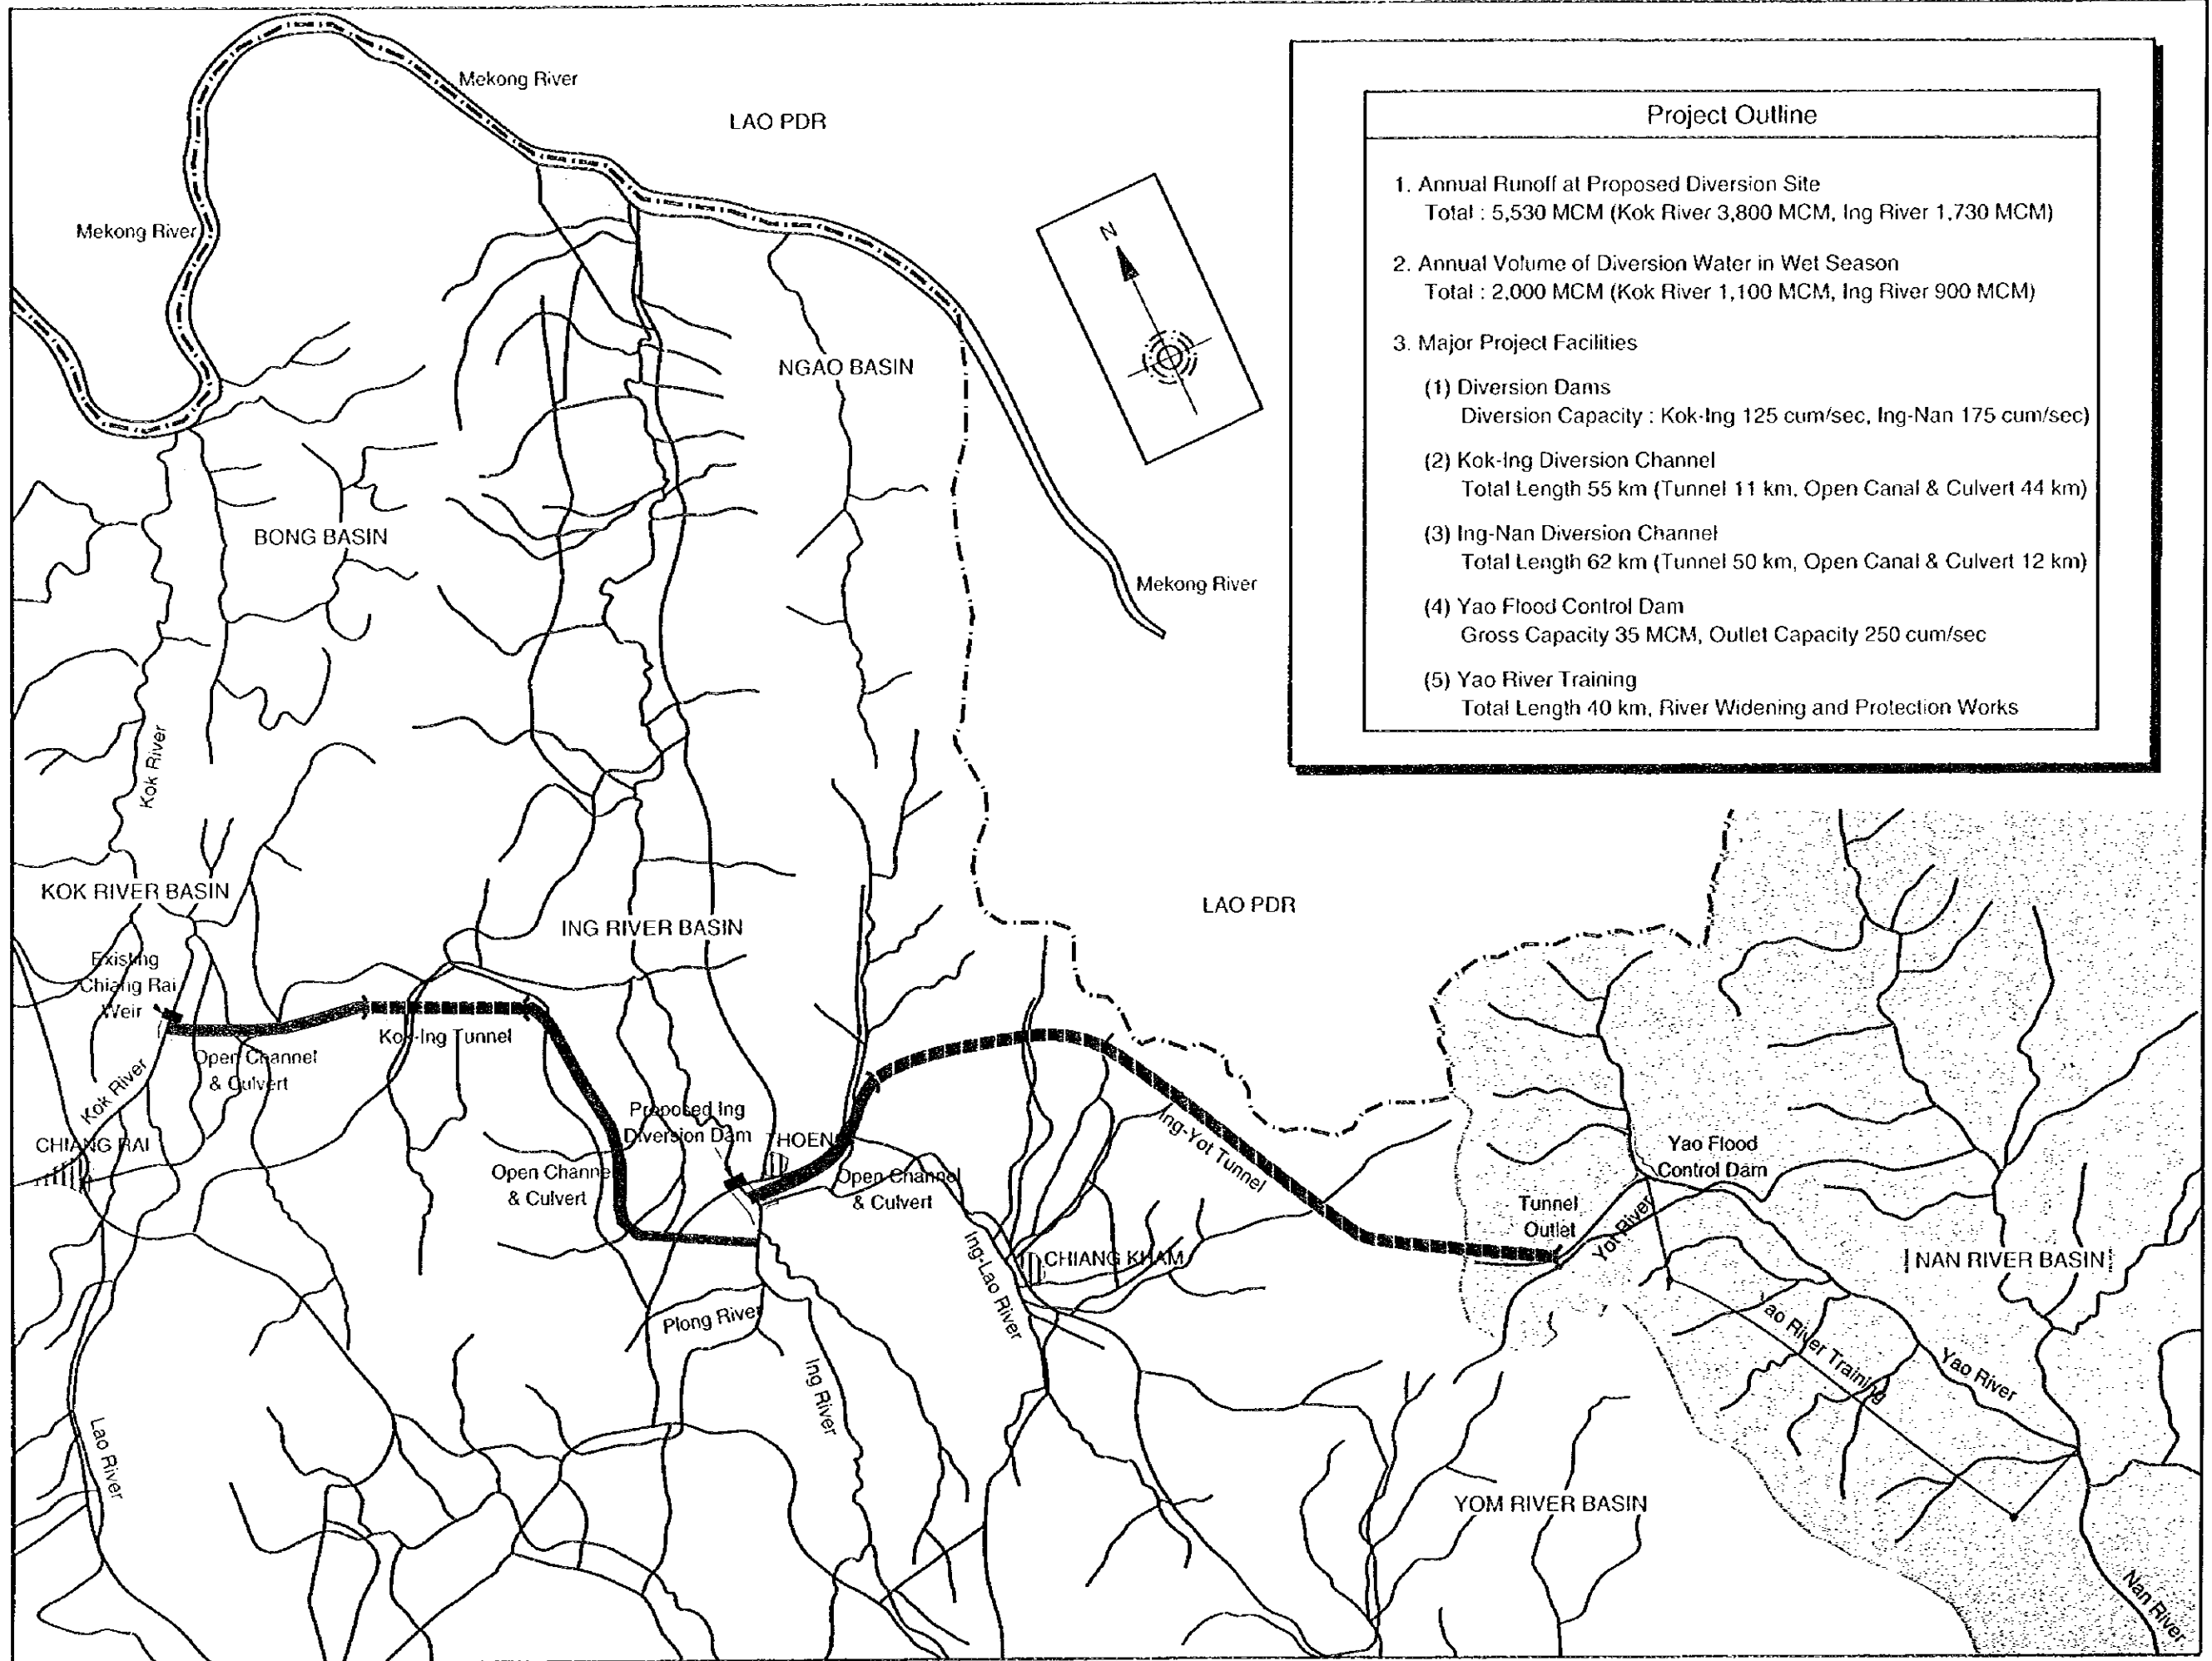 Mekong River
LAO PDR
Mekong River
NGAO BASIN
BONG BASIN
Mekong River
N
Project Outline
1. Annual Runoff at Proposed Diversion Site
Total : 5,530 MCM (Kok River 3,800 MCM, Ing River 1,730 MCM)
2. Annual Volume of Diversion Water in Wet Season
Total : 2,000 MCM (Kok River 1,100 MCM, Ing River 900 MCM)
3. Major Project Facilities
(1) Diversion Dams
Diversion Capacity : Kok-Ing 125 cum/sec, Ing-Nan 175 cum/sec)
(2) Kok-Ing Diversion Channel
Total Length 55 km (Tunnel 11 km, Open Canal & Culvert 44 km)
(3) Ing-Nan Diversion Channel
Total Length 62 km (Tunnel 50 km, Open Canal & Culvert 12 km)
(4) Yao Flood Control Dam
Gross Capacity 35 MCM, Outlet Capacity 250 cum/sec
(5) Yao River Training
Total Length 40 km, River Widening and Protection Works
Kok River
KOK RIVER BASIN
ING RIVER BASIN
LAO PDR
Existing
Chiang Rai
Weir
Kok-Ing Tunnel
Open Channel
& Culvert
Kok River
CHIANG RAI
Proposed Ing
Diversion Dam
THOENG
Open Channel
& Culvert
Open Channel
& Culvert
Ing-Yot Tunnel
Yao Flood
Control Dam
Tunnel
Outlet
Yot River
NAN RIVER BASIN
Ing-Lao River
CHIANG KHAM
Plong River
Ing River
Yao River Training
Yao River
Lao River
YOM RIVER BASIN
Nan River